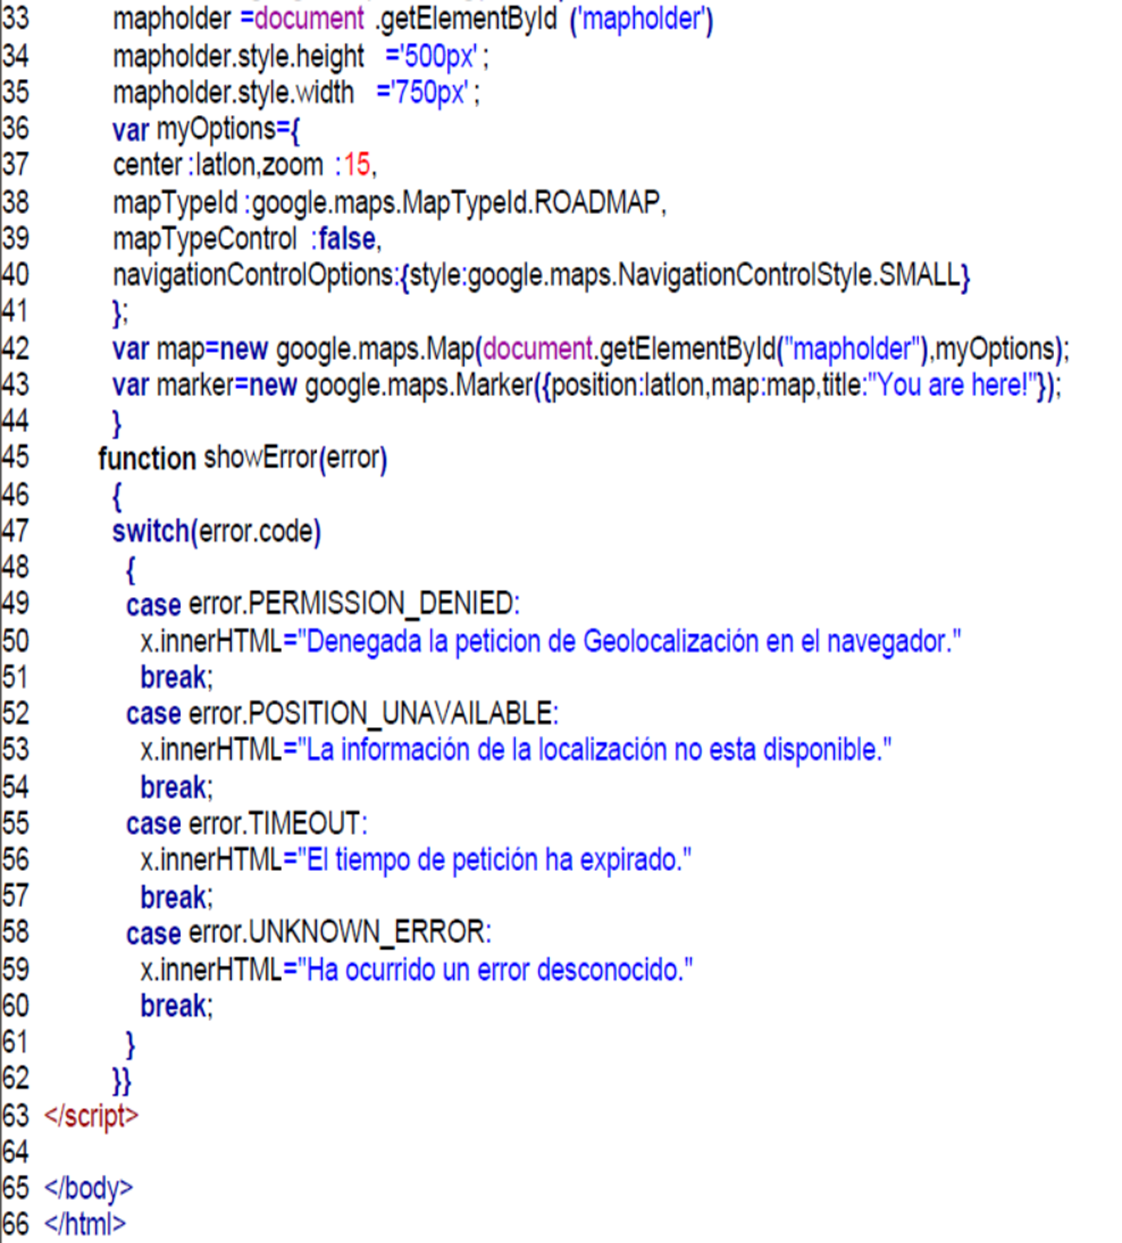 33 mapholder =document .getElementById ('mapholder')
34 mapholder.style.height ='500px' ;
35 mapholder.style.width ='750px' ;
36 var myOptions={
37 center :latlon,zoom :15,
38 mapTypeId :google.maps.MapTypeId.ROADMAP,
39 mapTypeControl :false,
40 navigationControlOptions:{style:google.maps.NavigationControlStyle.SMALL}
41 };
42 var map=new google.maps.Map(document.getElementById("mapholder"),myOptions);
43 var marker=new google.maps.Marker({position:latlon,map:map,title:"You are here!"});
44 }
45 function showError(error)
46 {
47 switch(error.code)
48 {
49 case error.PERMISSION_DENIED:
50 x.innerHTML="Denegada la peticion de Geolocalización en el navegador."
51 break;
52 case error.POSITION_UNAVAILABLE:
53 x.innerHTML="La información de la localización no esta disponible."
54 break;
55 case error.TIMEOUT:
56 x.innerHTML="El tiempo de petición ha expirado."
57 break;
58 case error.UNKNOWN_ERROR:
59 x.innerHTML="Ha ocurrido un error desconocido."
60 break;
61 }
62 }}
63 </script>
64
65 </body>
66 </html>